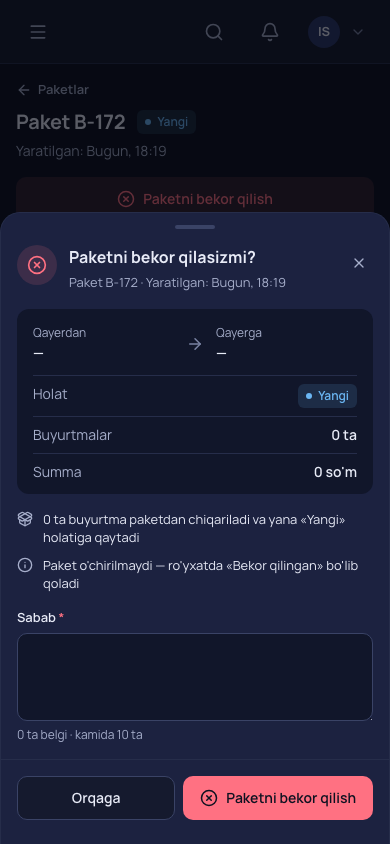 IS
Paketlar
Paket B-172
Yangi
Yaratilgan: Bugun, 18:19
Paketni bekor qilish
Paketni bekor qilasizmi?
Paket B-172 · Yaratilgan: Bugun, 18:19
Qayerdan
Qayerga
—
—
Holat
Yangi
Buyurtmalar
0 ta
Summa
0 so'm
0 ta buyurtma paketdan chiqariladi va yana «Yangi»
holatiga qaytadi
Paket o'chirilmaydi — ro'yxatda «Bekor qilingan» bo'lib
qoladi
Sabab *
0 ta belgi · kamida 10 ta
Orqaga
Paketni bekor qilish